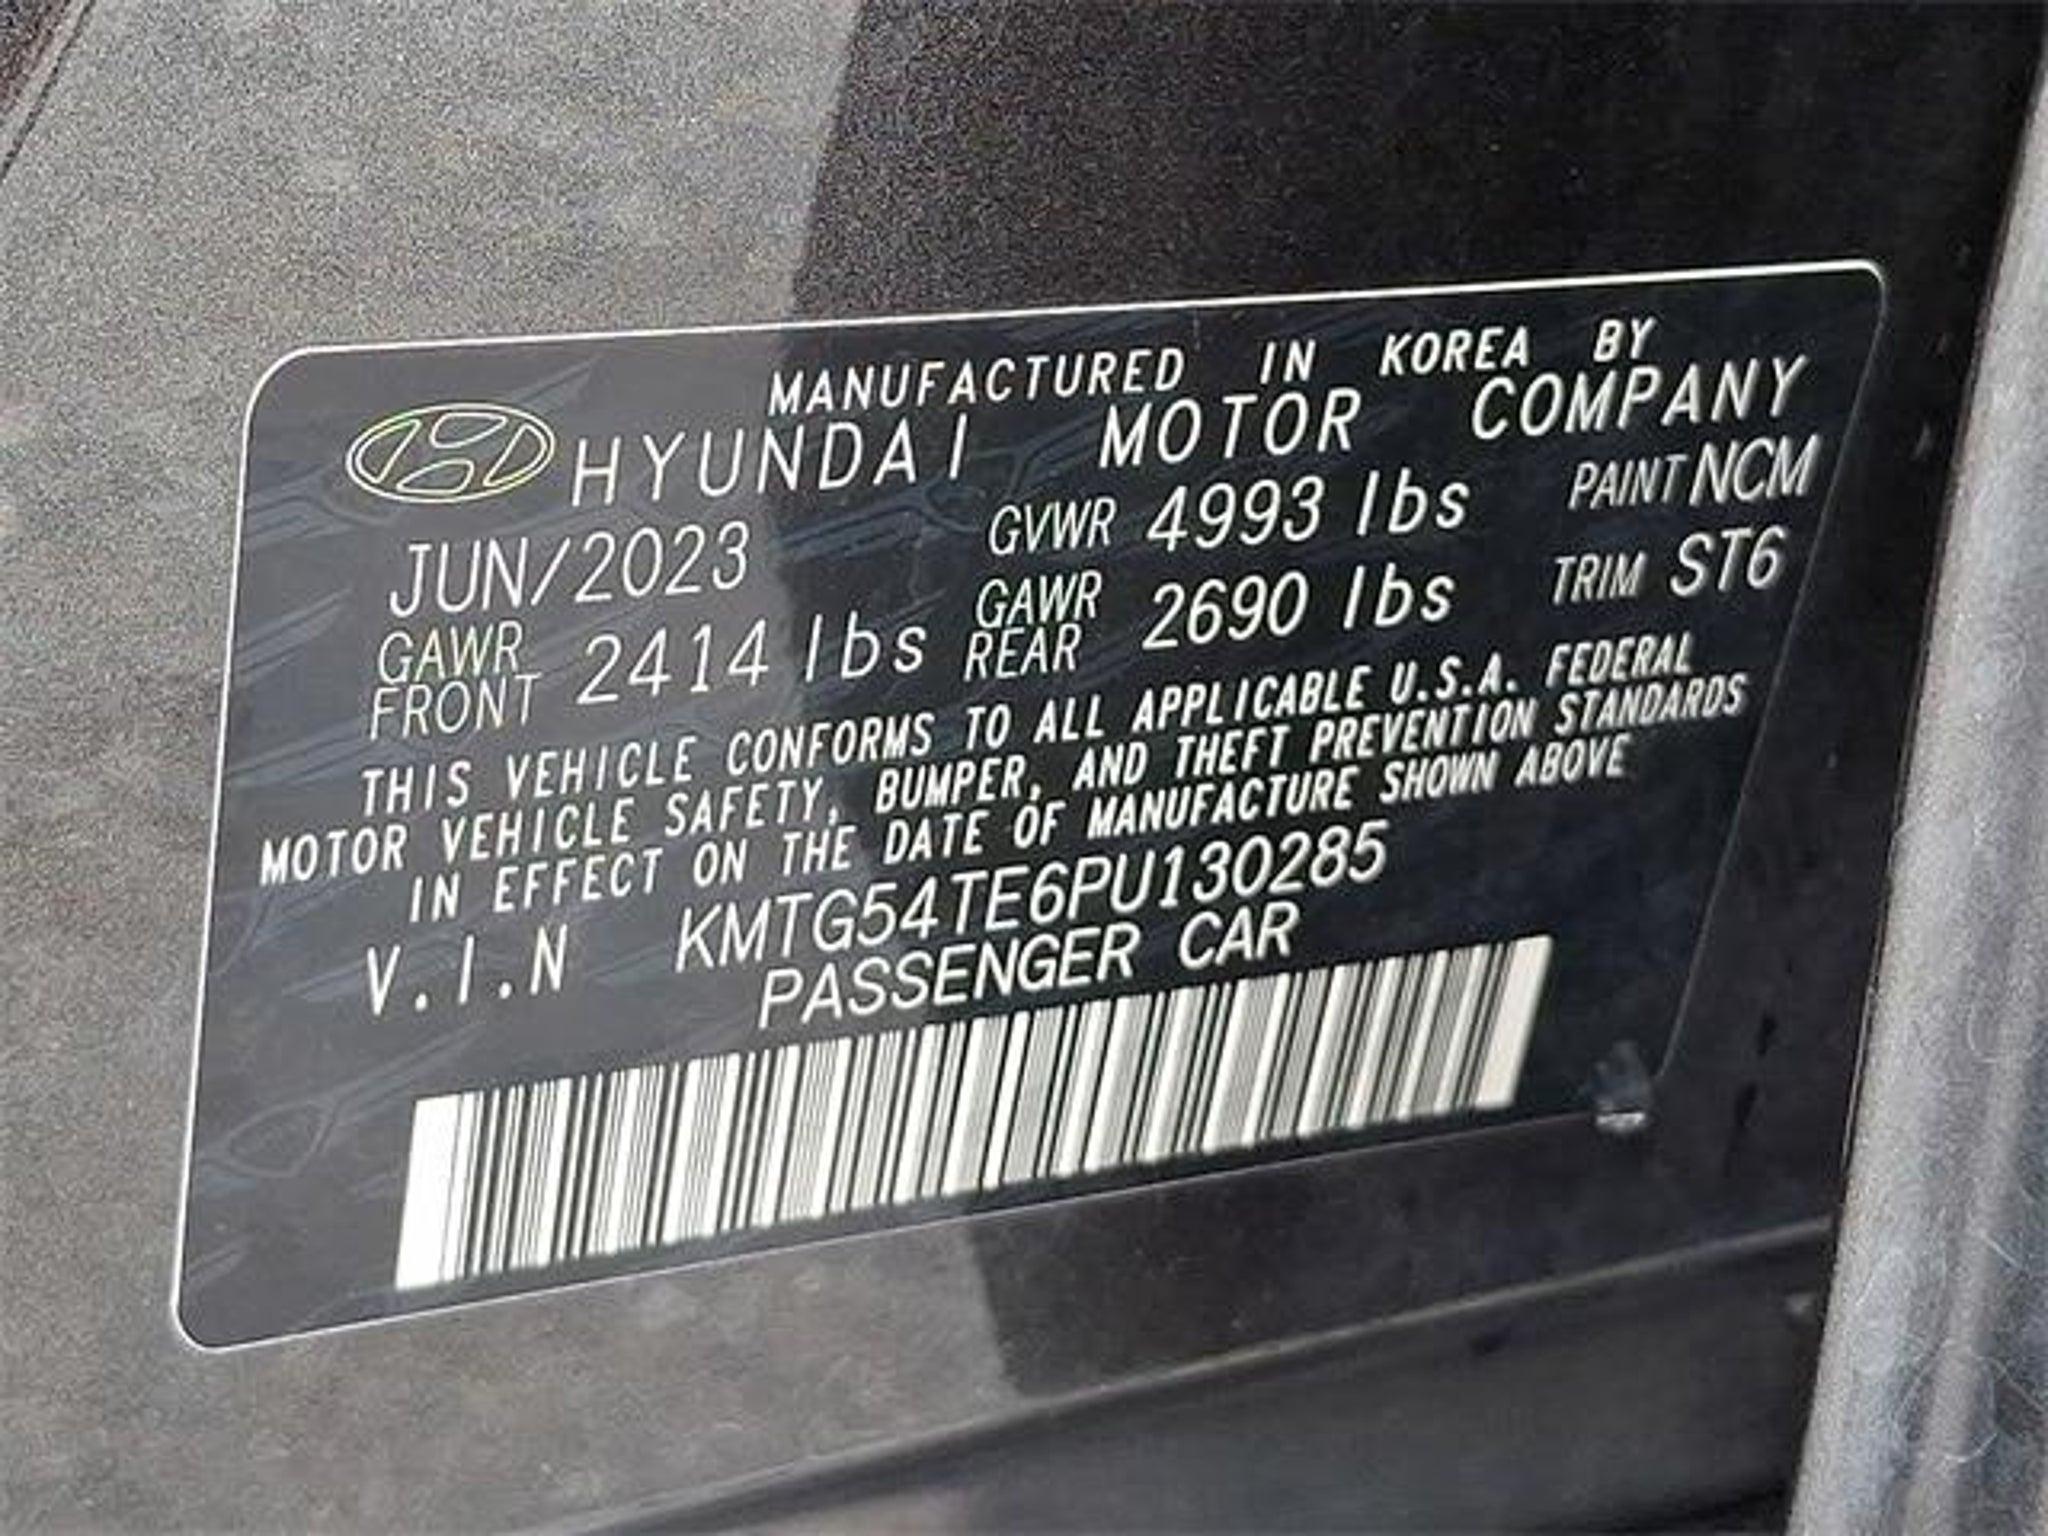 MANUFACTURED IN KOREA BY
HYUNDAI MOTOR COMPANY
JUN/2023 GVWR 4993 lbs PAINT NCM
GAWR FRONT 2414 lbs GAWR REAR 2690 lbs TRIM ST6
THIS VEHICLE CONFORMS TO ALL APPLICABLE U.S.A. FEDERAL
MOTOR VEHICLE SAFETY, BUMPER, AND THEFT PREVENTION STANDARDS
IN EFFECT ON THE DATE OF MANUFACTURE SHOWN ABOVE
V.I.N KMTG54TE6PU130285
PASSENGER CAR